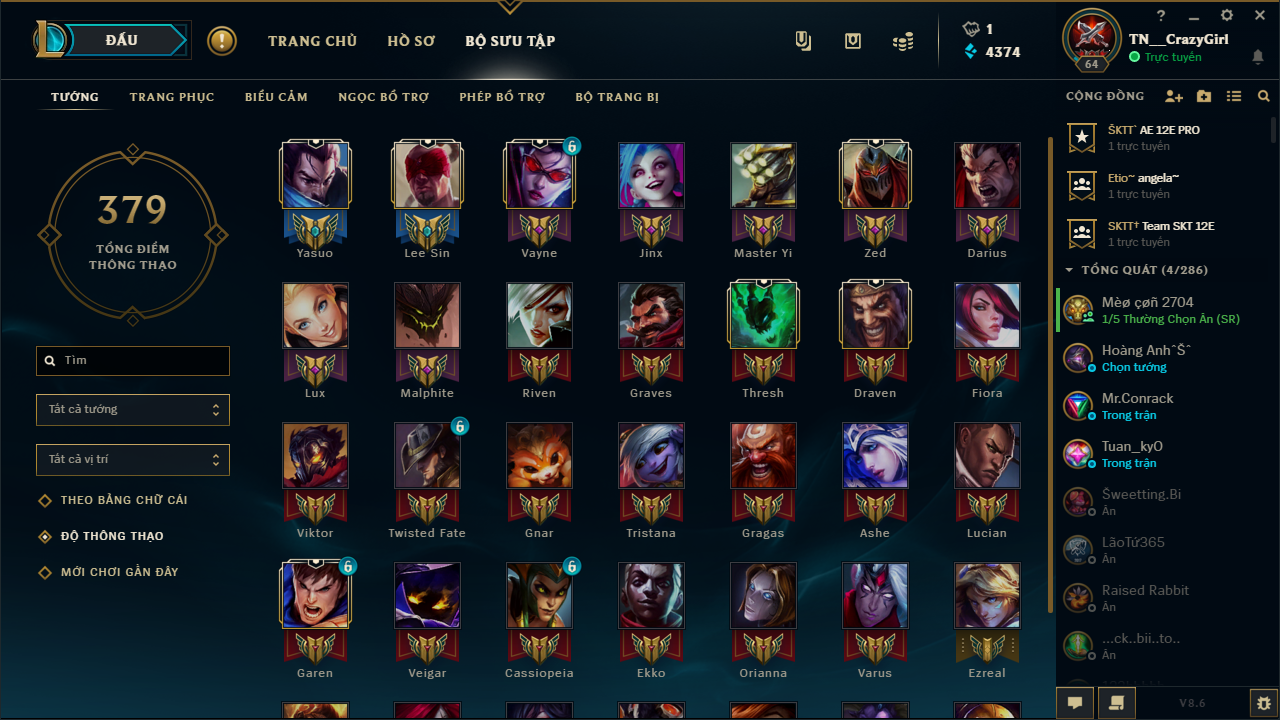 ĐẤU
TRANG CHỦ
HỒ SƠ
BỘ SƯU TẬP
1
4374
64
TN__CrazyGirl
Trực tuyến
TƯỚNG
TRANG PHỤC
BIỂU CẢM
NGỌC BỔ TRỢ
PHÉP BỔ TRỢ
BỘ TRANG BỊ
CỘNG ĐỒNG
379
TỔNG ĐIỂM
THÔNG THẠO
Tìm
Tất cả tướng
Tất cả vị trí
THEO BẢNG CHỮ CÁI
ĐỘ THÔNG THẠO
MỚI CHƠI GẦN ĐÂY
6
Yasuo
Lee Sin
Vayne
Jinx
Master Yi
Zed
Darius
Lux
Malphite
Riven
Graves
Thresh
Draven
Fiora
6
Viktor
Twisted Fate
Gnar
Tristana
Gragas
Ashe
Lucian
6
6
Garen
Veigar
Cassiopeia
Ekko
Orianna
Varus
Ezreal
ŠKTT` AE 12E PRO
1 trực tuyến
Etio~ angela~
1 trực tuyến
SKTT† Team SKT 12E
1 trực tuyến
TỔNG QUÁT (4/286)
Mèø çøñ 2704
1/5 Thường Chọn Ẩn (SR)
Hoàng AnhˆŠˆ
Chọn tướng
Mr.Conrack
Trong trận
Tuan_kyO
Trong trận
Šweetting.Bi
Ẩn
LãoTứ365
Ẩn
Raised Rabbit
Ẩn
...ck..bii..to..
Ẩn
V8.6